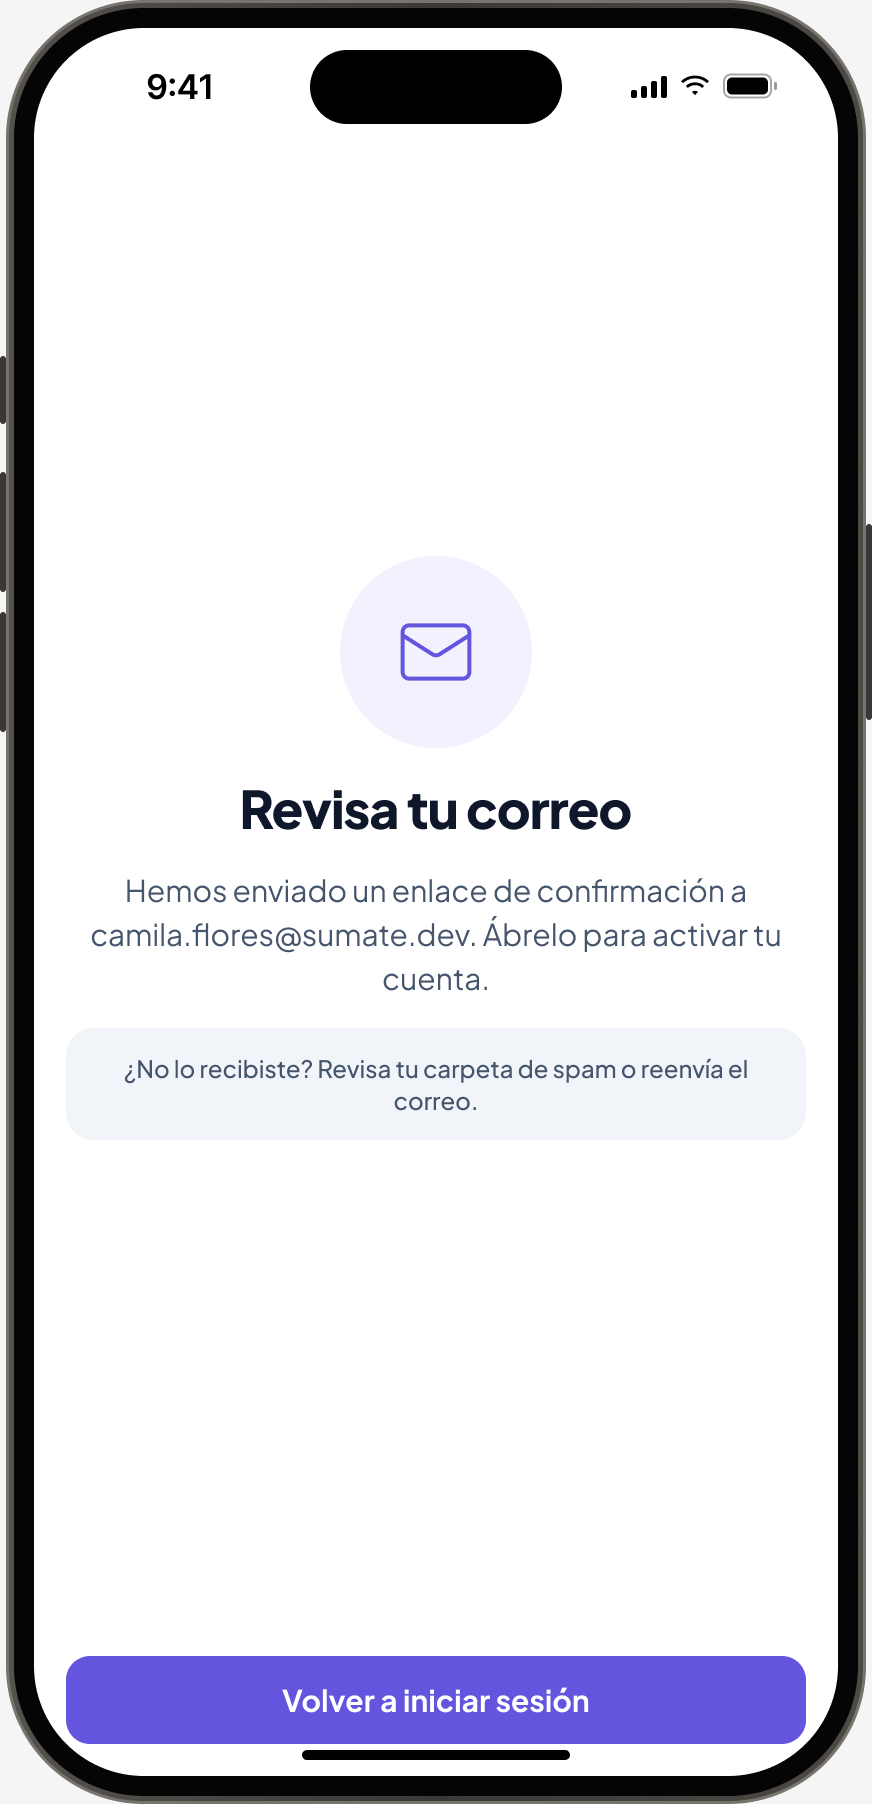 9:41
Revisa tu correo
Hemos enviado un enlace de confirmación a
camila.flores@sumate.dev. Ábrelo para activar tu
cuenta.
¿No lo recibiste? Revisa tu carpeta de spam o reenvía el
correo.
Volver a iniciar sesión